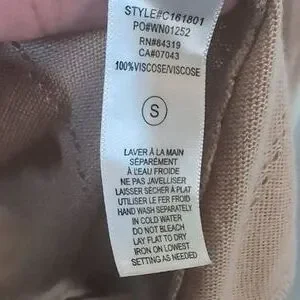 STYLE#C161801
PO#WN01252
RN#84319
CA#07043
100%VISCOSE/VISCOSE
S
LAVER À LA MAIN
SÉPARÉMENT
À L'EAU FROIDE
NE PAS JAVELLISER
LAISSER SÉCHER À PLAT
UTILISER LE FER FROID
HAND WASH SEPARATELY
IN COLD WATER
DO NOT BLEACH
LAY FLAT TO DRY
IRON ON LOWEST
SETTING AS NEEDED